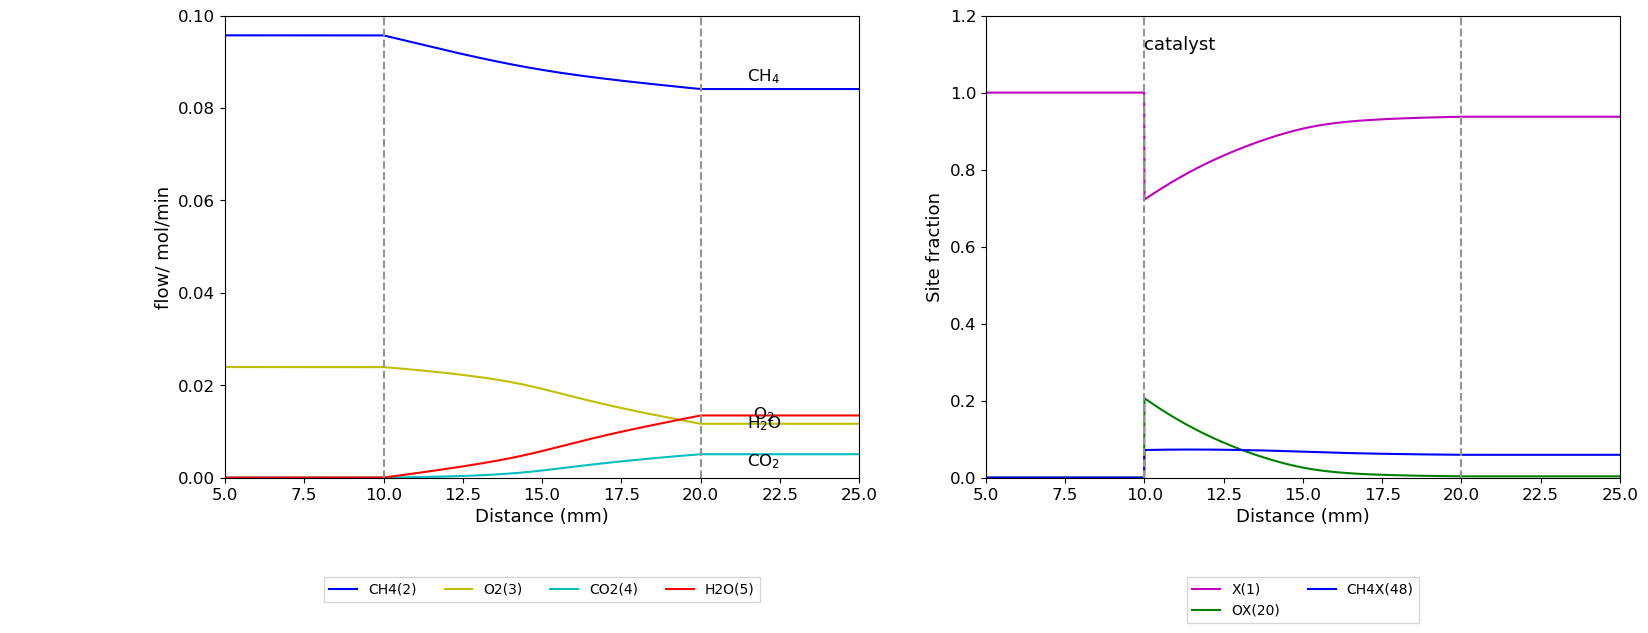 0.10
0.08
0.06
0.04
0.02
0.00
flow/ mol/min
CH₄
O₂
H₂O
CO₂
5.0 7.5 10.0 12.5 15.0 17.5 20.0 22.5 25.0
Distance (mm)
CH4(2) O2(3) CO2(4) H2O(5)
1.2
1.0
0.8
0.6
0.4
0.2
0.0
Site fraction
catalyst
5.0 7.5 10.0 12.5 15.0 17.5 20.0 22.5 25.0
Distance (mm)
X(1) CH4X(48)
OX(20)